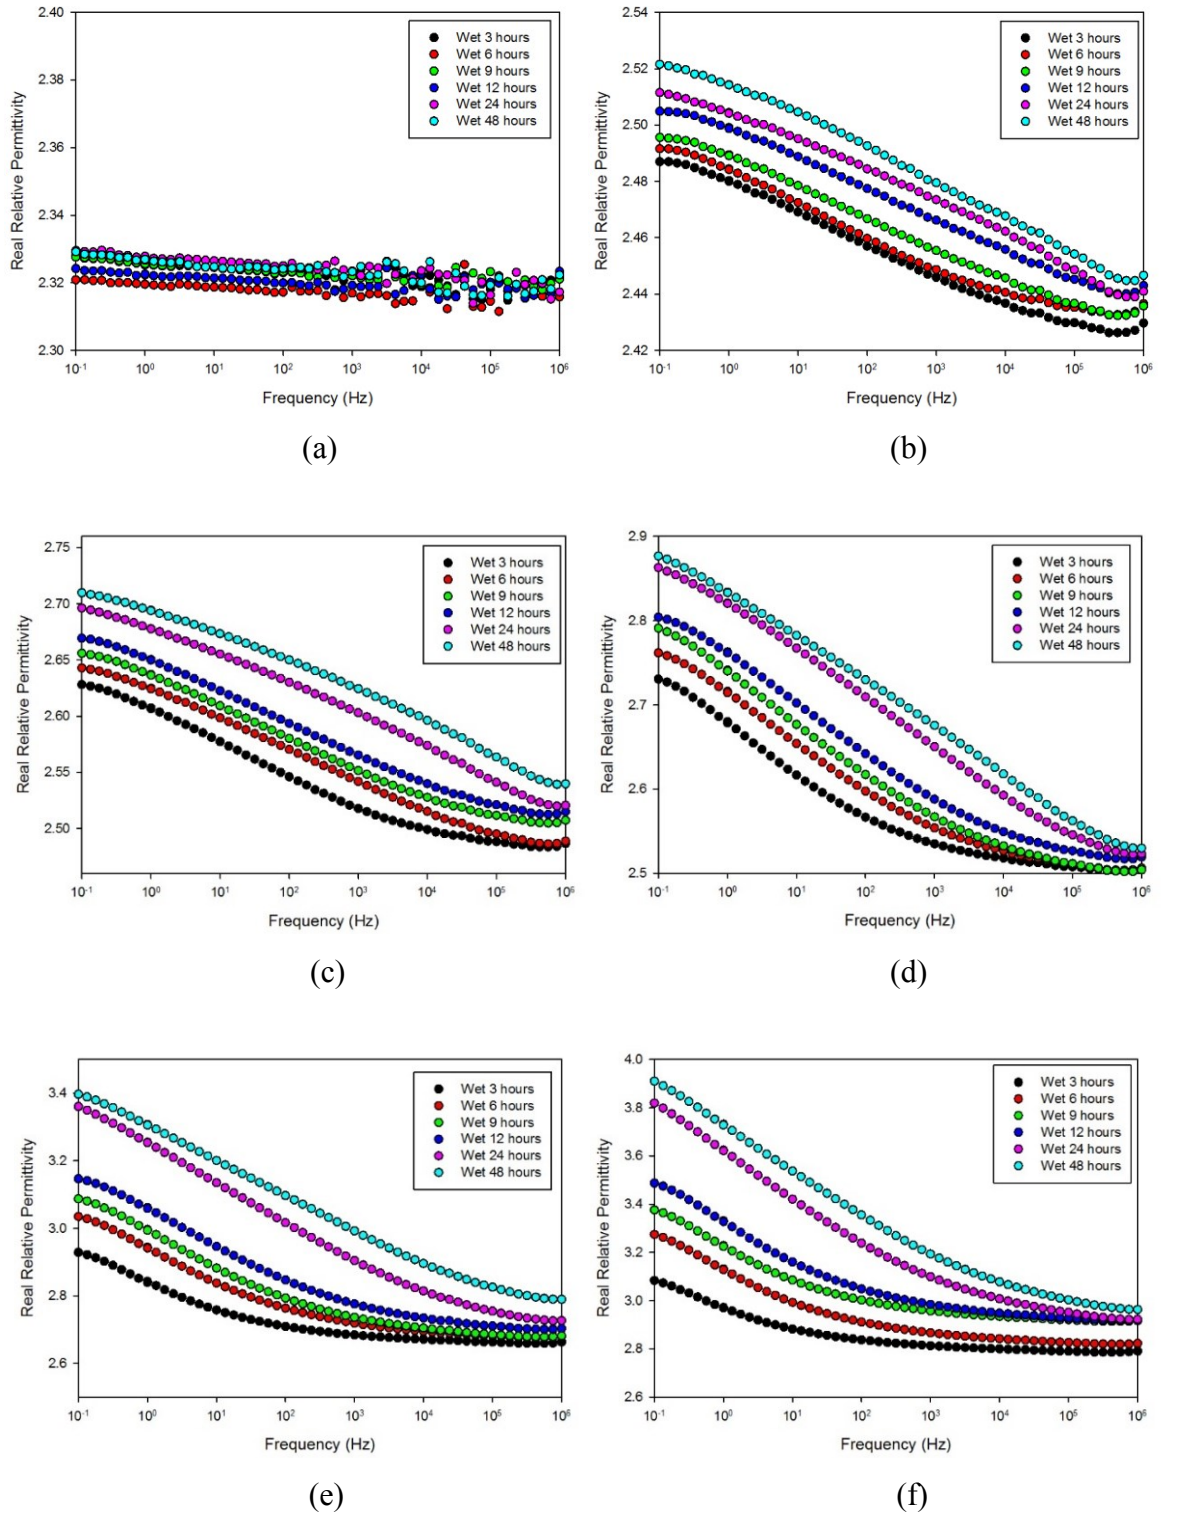 2.40
2.38
2.36
2.34
2.32
2.30
Real Relative Permittivity
Wet 3 hours
Wet 6 hours
Wet 9 hours
Wet 12 hours
Wet 24 hours
Wet 48 hours
10⁻¹ 10⁰ 10¹ 10² 10³ 10⁴ 10⁵ 10⁶
Frequency (Hz)
(a)
2.54
2.52
2.50
2.48
2.46
2.44
2.42
Real Relative Permittivity
Wet 3 hours
Wet 6 hours
Wet 9 hours
Wet 12 hours
Wet 24 hours
Wet 48 hours
10⁻¹ 10⁰ 10¹ 10² 10³ 10⁴ 10⁵ 10⁶
Frequency (Hz)
(b)
2.75
2.70
2.65
2.60
2.55
2.50
Real Relative Permittivity
Wet 3 hours
Wet 6 hours
Wet 9 hours
Wet 12 hours
Wet 24 hours
Wet 48 hours
10⁻¹ 10⁰ 10¹ 10² 10³ 10⁴ 10⁵ 10⁶
Frequency (Hz)
(c)
2.9
2.8
2.7
2.6
2.5
Real Relative Permittivity
Wet 3 hours
Wet 6 hours
Wet 9 hours
Wet 12 hours
Wet 24 hours
Wet 48 hours
10⁻¹ 10⁰ 10¹ 10² 10³ 10⁴ 10⁵ 10⁶
Frequency (Hz)
(d)
3.4
3.2
3.0
2.8
2.6
Real Relative Permittivity
Wet 3 hours
Wet 6 hours
Wet 9 hours
Wet 12 hours
Wet 24 hours
Wet 48 hours
10⁻¹ 10⁰ 10¹ 10² 10³ 10⁴ 10⁵ 10⁶
Frequency (Hz)
(e)
4.0
3.8
3.6
3.4
3.2
3.0
2.8
2.6
Real Relative Permittivity
Wet 3 hours
Wet 6 hours
Wet 9 hours
Wet 12 hours
Wet 24 hours
Wet 48 hours
10⁻¹ 10⁰ 10¹ 10² 10³ 10⁴ 10⁵ 10⁶
Frequency (Hz)
(f)